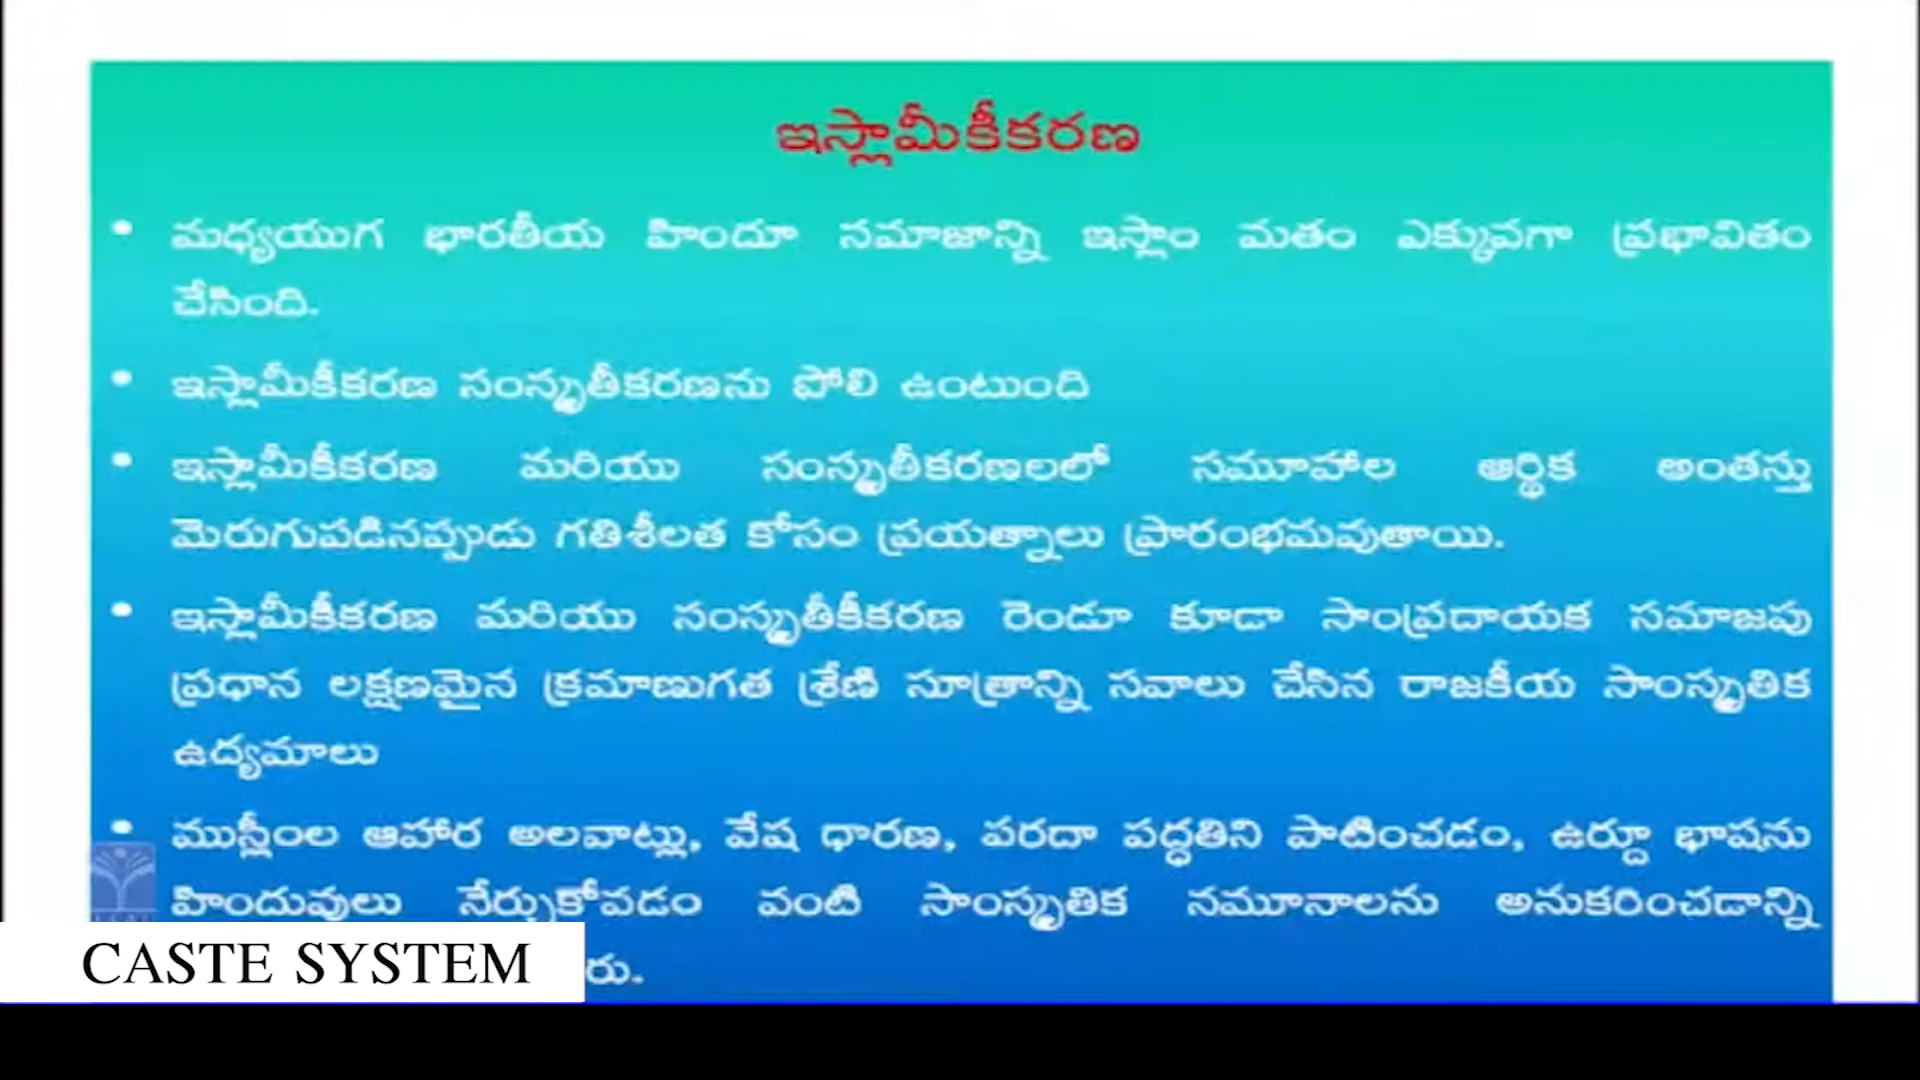 ఇస్లామీకీకరణ
• మధ్యయుగ భారతీయ హిందూ సమాజాన్ని ఇస్లాం మతం ఎక్కువగా ప్రభావితం
చేసింది.
• ఇస్లామీకీకరణ సంస్కృతీకరణను పోలి ఉంటుంది
• ఇస్లామీకీకరణ మరియు సంస్కృతీకరణలలో సమూహాల ఆర్థిక అంతస్తు
మెరుగుపడినప్పుడు గతిశీలత కోసం ప్రయత్నాలు ప్రారంభమవుతాయి.
• ఇస్లామీకీకరణ మరియు సంస్కృతీకీకరణ రెండూ కూడా సాంప్రదాయక సమాజపు
ప్రధాన లక్షణమైన క్రమానుగత శ్రేణి సూత్రాన్ని సవాలు చేసిన రాజకీయ సాంస్కృతిక
ఉద్యమాలు
• ముస్లీంల ఆహార అలవాట్లు, వేష ధారణ, పరదా పద్ధతిని పాటించడం, ఉర్దూ భాషను
హిందువులు నేర్చుకోవడం వంటి సాంస్కృతిక నమూనాలను అనుకరించడాన్ని
రు.
CASTE SYSTEM